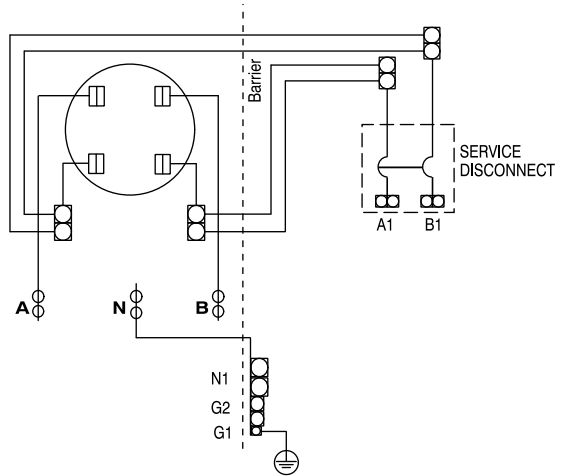 Barrier
SERVICE
DISCONNECT
A1 B1
A N B
N1
G2
G1